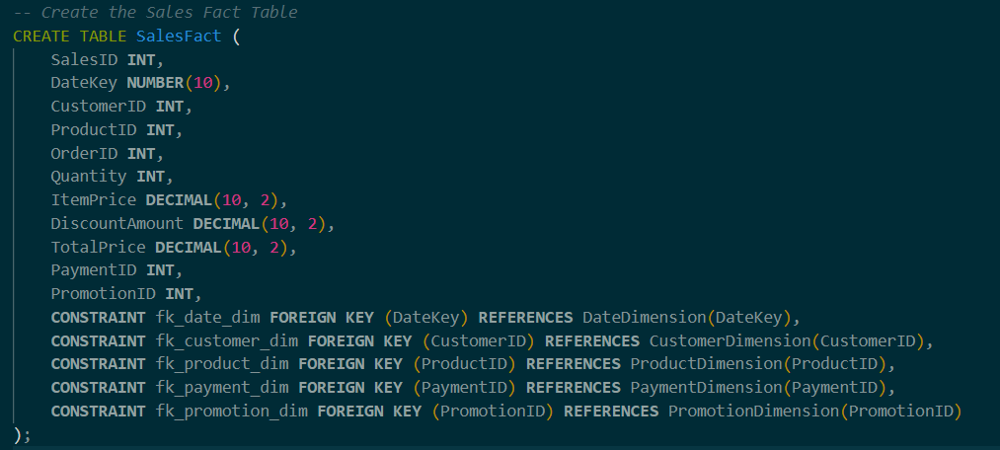 -- Create the Sales Fact Table
CREATE TABLE SalesFact (
SalesID INT,
DateKey NUMBER(10),
CustomerID INT,
ProductID INT,
OrderID INT,
Quantity INT,
ItemPrice DECIMAL(10, 2),
DiscountAmount DECIMAL(10, 2),
TotalPrice DECIMAL(10, 2),
PaymentID INT,
PromotionID INT,
CONSTRAINT fk_date_dim FOREIGN KEY (DateKey) REFERENCES DateDimension(DateKey),
CONSTRAINT fk_customer_dim FOREIGN KEY (CustomerID) REFERENCES CustomerDimension(CustomerID),
CONSTRAINT fk_product_dim FOREIGN KEY (ProductID) REFERENCES ProductDimension(ProductID),
CONSTRAINT fk_payment_dim FOREIGN KEY (PaymentID) REFERENCES PaymentDimension(PaymentID),
CONSTRAINT fk_promotion_dim FOREIGN KEY (PromotionID) REFERENCES PromotionDimension(PromotionID)
);